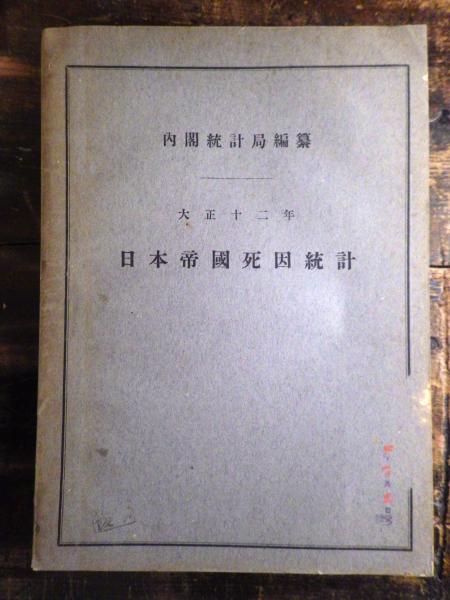 內閣統計局編纂
大正十二年
日本帝國死因統計